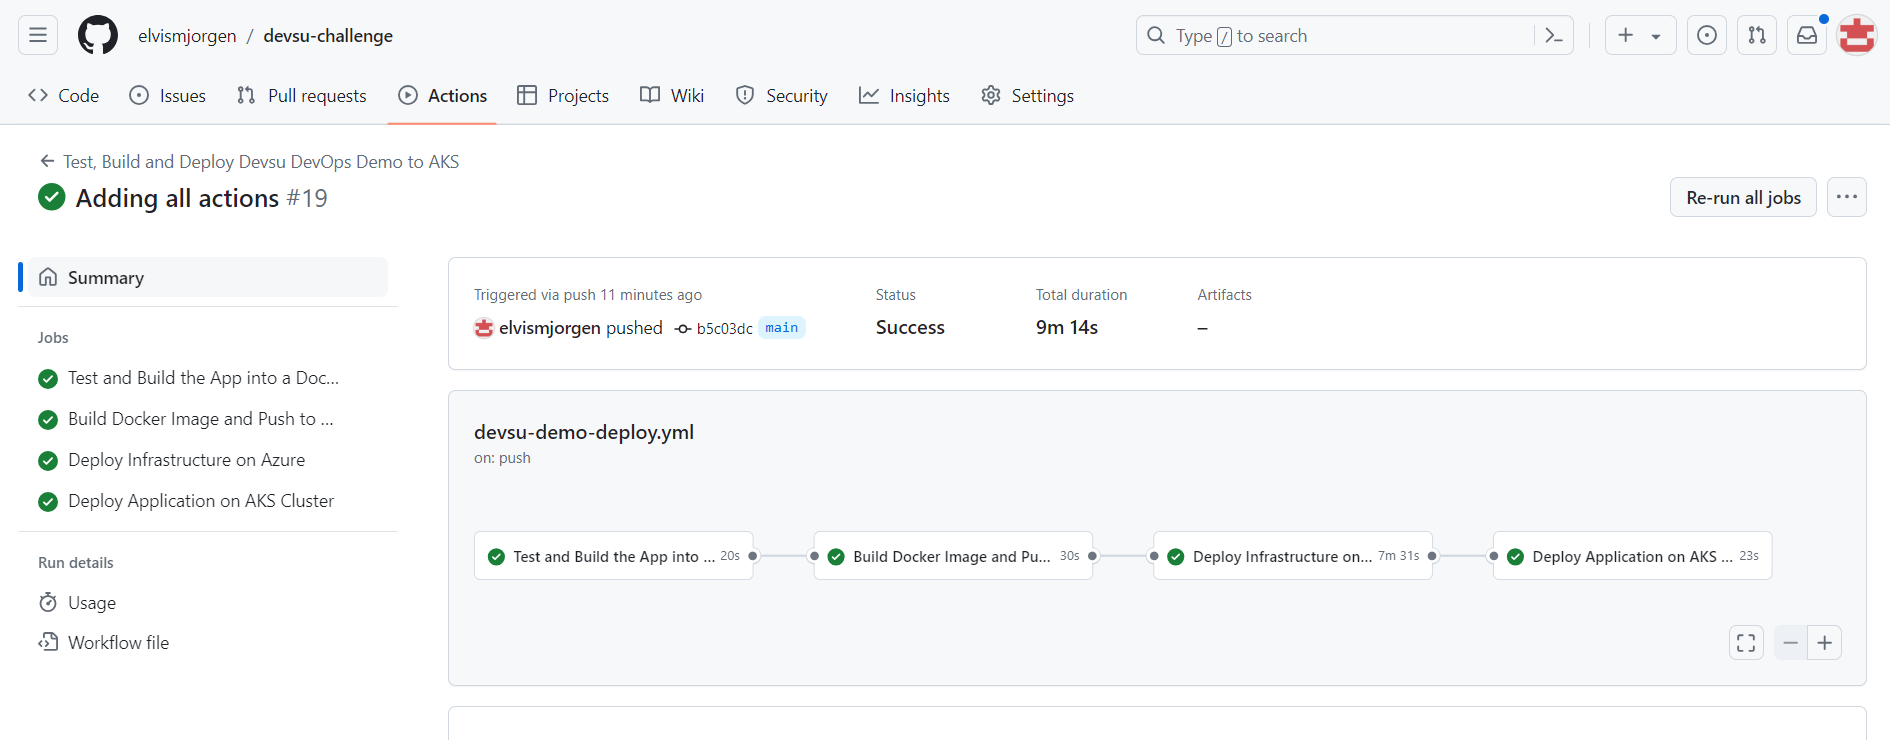 elvismjorgen / devsu-challenge
Type / to search
Code Issues Pull requests Actions Projects Wiki Security Insights Settings
← Test, Build and Deploy Devsu DevOps Demo to AKS
Adding all actions #19
Re-run all jobs
Summary
Jobs
Test and Build the App into a Doc...
Build Docker Image and Push to ...
Deploy Infrastructure on Azure
Deploy Application on AKS Cluster
Run details
Usage
Workflow file
Triggered via push 11 minutes ago
elvismjorgen pushed b5c03dc main
Status
Success
Total duration
9m 14s
Artifacts
–
devsu-demo-deploy.yml
on: push
Test and Build the App into ... 20s
Build Docker Image and Pu... 30s
Deploy Infrastructure on... 7m 31s
Deploy Application on AKS ... 23s